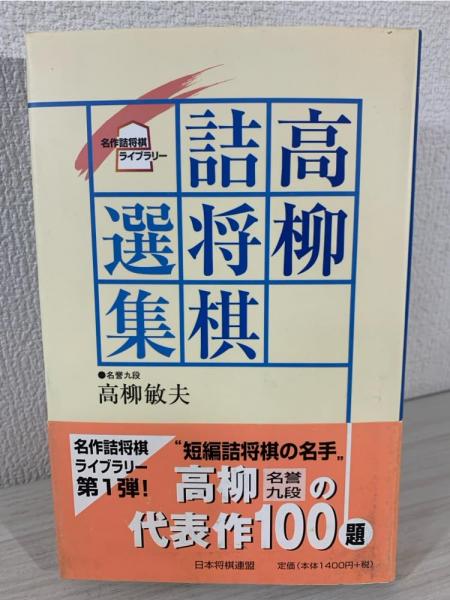 名作詰将棋
ライブラリー
高柳
詰将棋
選集
●名誉九段
高柳敏夫
名作詰将棋
ライブラリー
第1弾!
“短編詰将棋の名手„
高柳名誉九段の
代表作100題
日本将棋連盟
定価(本体1400円+税)